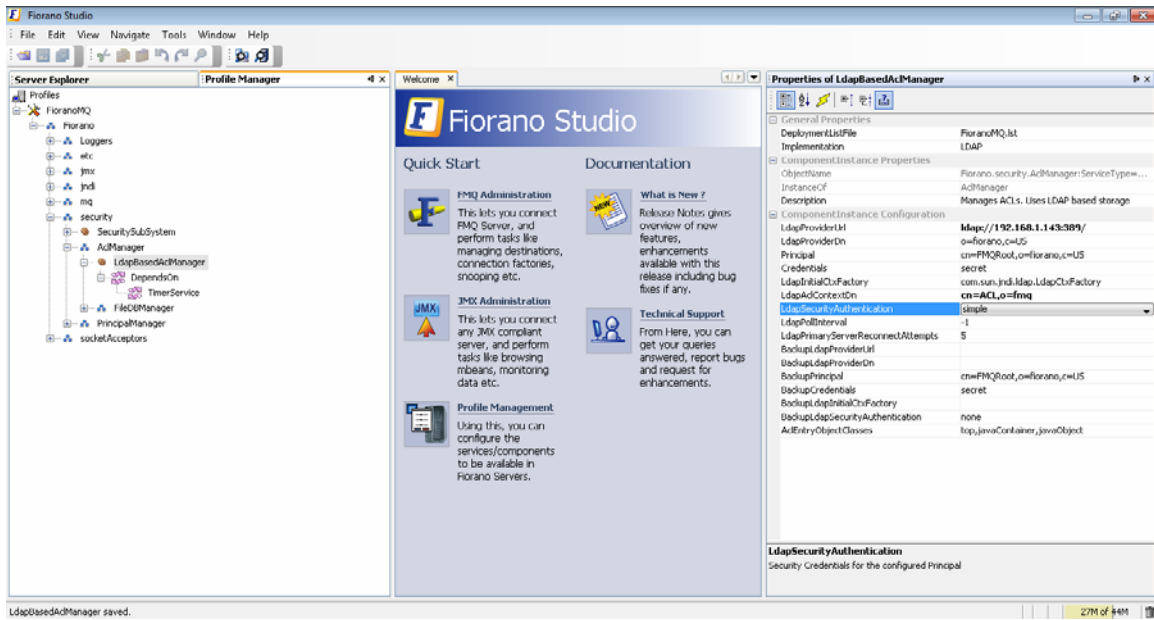 Fiorano Studio
File Edit View Navigate Tools Window Help
Server Explorer
Profile Manager
Profiles
FioranoMQ
Fiorano
Loggers
etc
jmx
jndi
mq
security
SecuritySubSystem
AclManager
LdapBasedAclManager
DependsOn
TimerService
FileDBManager
PrincipalManager
socketAcceptors
Welcome
Fiorano Studio
Quick Start
FMQ Administration
This lets you connect
FMQ Server, and
perform tasks like
managing destinations,
connection factories,
snooping etc.
JMX
JMX Administration
This lets you connect
any JMX compliant
server, and perform
tasks like browsing
mbeans, monitoring
data etc.
Profile Management
Using this, you can
configure the
services/components
to be available in
Fiorano Servers.
Documentation
NEW
What is New ?
Release Notes gives
overview of new
features,
enhancements
available with this
release including bug
fixes if any.
Technical Support
From Here, you can
get your queries
answered, report bugs
and request for
enhancements.
Properties of LdapBasedAclManager
General Properties
DeploymentListFile FioranoMQ.lst
Implementation LDAP
ComponentInstance Properties
ObjectName Fiorano.security.AclManager:ServiceType=...
InstanceOf AclManager
Description Manages ACLs. Uses LDAP based storage
ComponentInstance Configuration
LdapProviderUrl ldap://192.168.1.143:389/
LdapProviderDn o=fiorano,c=US
Principal cn=FMQRoot,o=fiorano,c=US
Credentials secret
LdapInitialCtxFactory com.sun.jndi.ldap.LdapCtxFactory
LdapAclContextDn cn=ACL,o=fmq
LdapSecurityAuthentication simple
LdapPollInterval -1
LdapPrimaryServerReconnectAttempts 5
BackupLdapProviderUrl
BackupLdapProviderDn
BackupPrincipal cn=FMQRoot,o=fiorano,c=US
BackupCredentials secret
BackupLdapInitialCtxFactory
BackupLdapSecurityAuthentication none
AclEntryObjectClasses top,javaContainer,javaObject
LdapSecurityAuthentication
Security Credentials for the configured Principal
LdapBasedAclManager saved.
27M of 44M